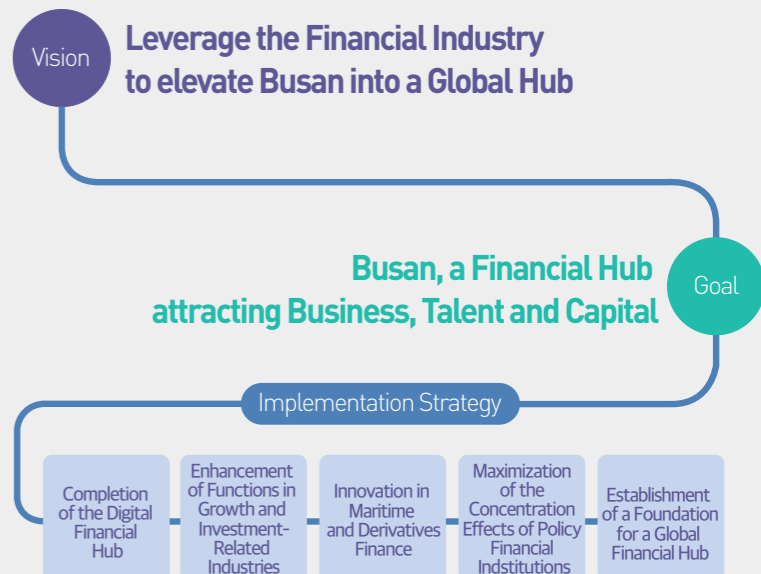 Vision
Leverage the Financial Industry
to elevate Busan into a Global Hub
Busan, a Financial Hub
attracting Business, Talent and Capital
Goal
Implementation Strategy
Completion
of the Digital
Financial
Hub
Enhancement
of Functions in
Growth and
Investment-
Related
Industries
Innovation in
Maritime
and Derivatives
Finance
Maximization
of the
Concentration
Effects of Policy
Financial
Indstitutions
Establishment
of a Foundation
for a Global
Financial Hub